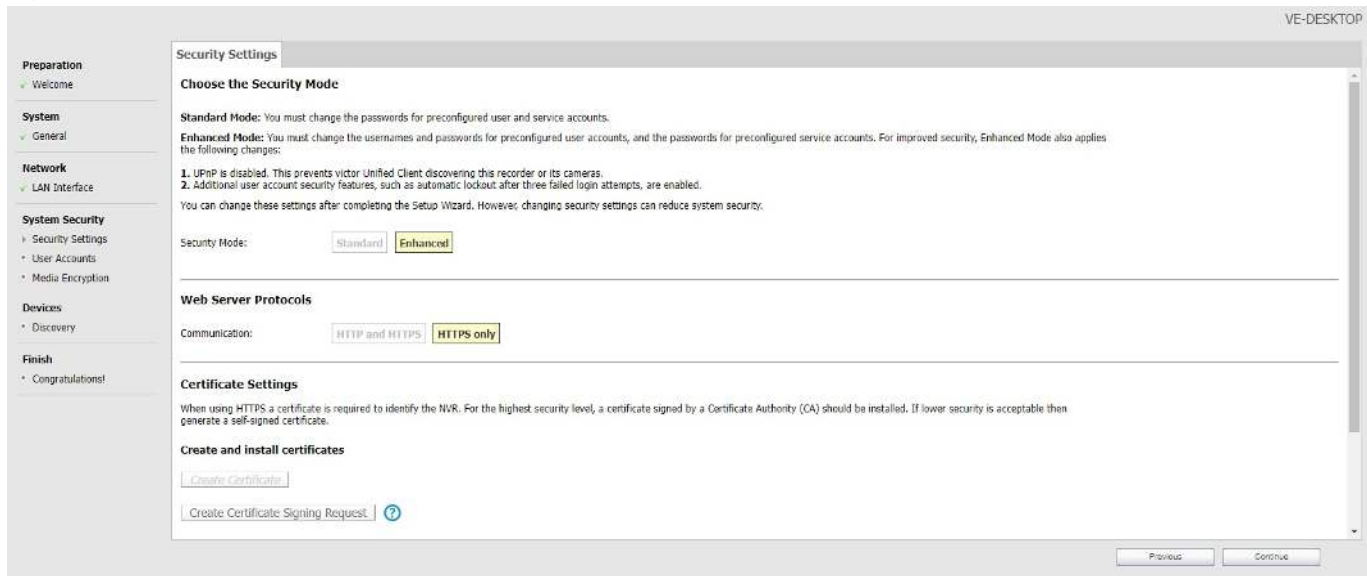 VE-DESKTOP
Preparation
Welcome
System
General
Network
LAN Interface
System Security
Security Settings
User Accounts
Media Encryption
Devices
Discovery
Finish
Congratulations!
Security Settings
Choose the Security Mode
Standard Mode: You must change the passwords for preconfigured user and service accounts.
Enhanced Mode: You must change the usernames and passwords for preconfigured user accounts, and the passwords for preconfigured service accounts. For improved security, Enhanced Mode also applies
the following changes:
1. UPnP is disabled. This prevents victor Unified Client discovering this recorder or its cameras.
2. Additional user account security features, such as automatic lockout after three failed login attempts, are enabled.
You can change these settings after completing the Setup Wizard. However, changing security settings can reduce system security.
Security Mode: Standard Enhanced
Web Server Protocols
Communication: HTTP and HTTPS HTTPS only
Certificate Settings
When using HTTPS a certificate is required to identify the NVR. For the highest security level, a certificate signed by a Certificate Authority (CA) should be installed. If lower security is acceptable then
generate a self-signed certificate.
Create and install certificates
Create Certificate
Create Certificate Signing Request ?
Previous Continue